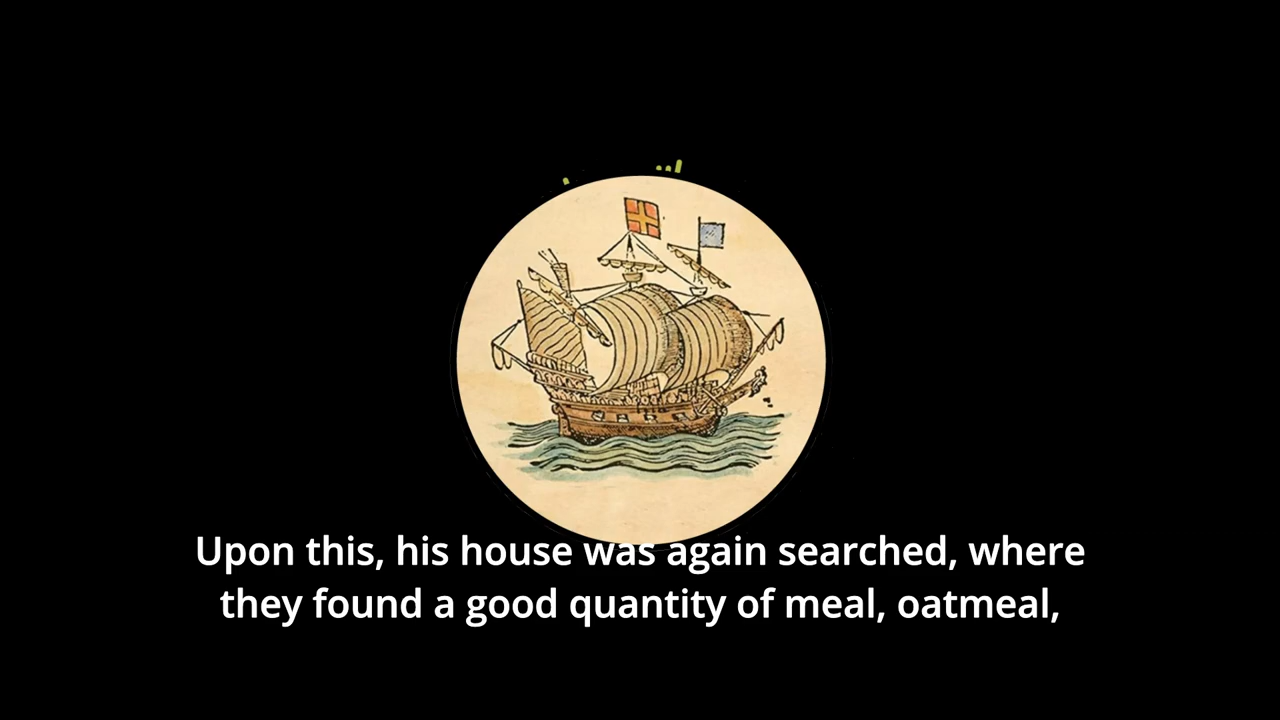 Upon this, his house was again searched, where
they found a good quantity of meal, oatmeal,